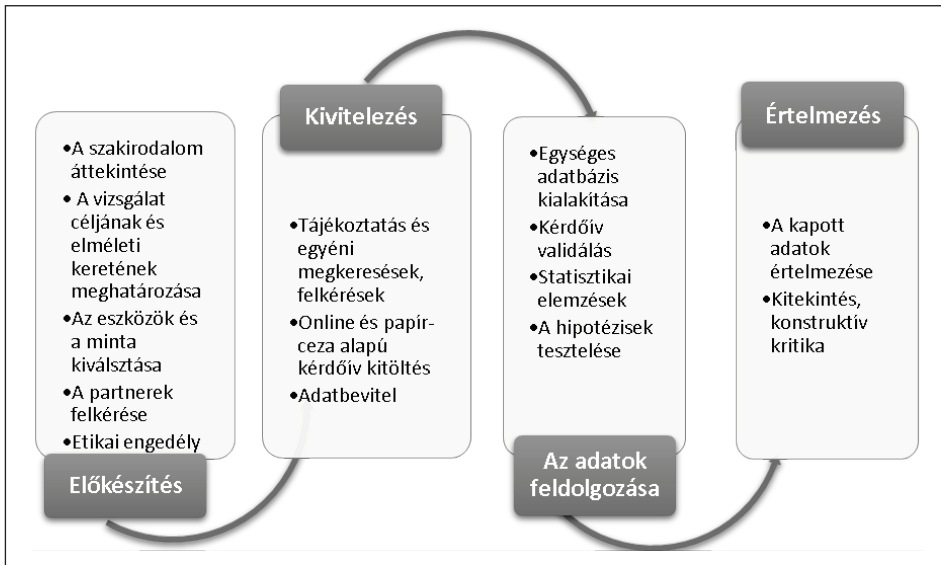 •A szakirodalom
áttekintése
• A vizsgálat
céljának és
elméleti
keretének
meghatározása
•Az eszközök és
a minta
kiválsztása
•A partnerek
felkérése
•Etikai engedély
Előkészítés
Kivitelezés
•Tájékoztatás és
egyéni
megkeresések,
felkérések
•Online és papír-
ceza alapú
kérdőív kitöltés
•Adatbevitel
•Egységes
adatbázis
kialakítása
•Kérdőív
validálás
•Statisztikai
elemzések
•A hipotézisek
tesztelése
Az adatok
feldolgozása
Értelmezés
•A kapott
adatok
értelmezése
•Kitekintés,
konstruktív
kritika